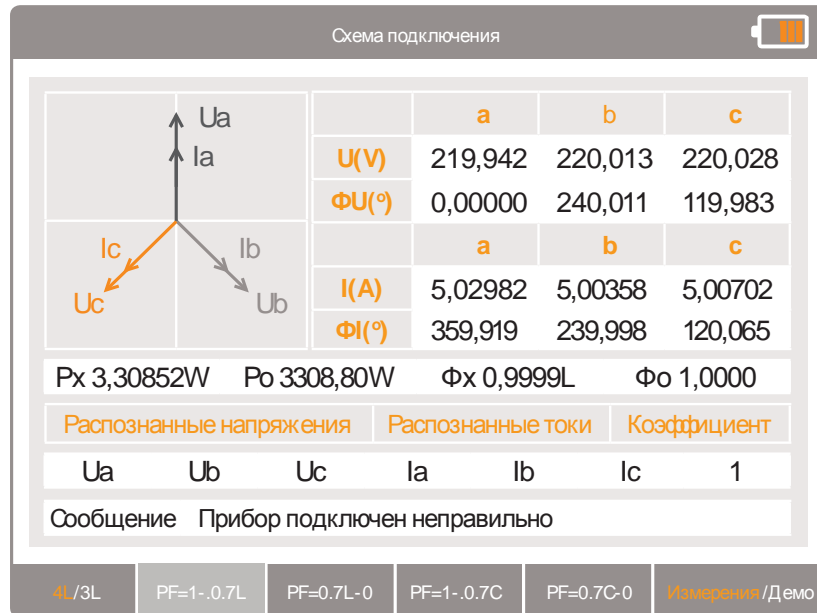 Схема подключения
Ua
Ia
Ic
Ib
Uc
Ub
a b c
U(V) 219,942 220,013 220,028
ΦU(°) 0,00000 240,011 119,983
a b c
I(A) 5,02982 5,00358 5,00702
ΦI(°) 359,919 239,998 120,065
Px 3,30852W Po 3308,80W Φx 0,9999L Φo 1,0000
Распознанные напряжения Распознанные токи Коэффициент
Ua Ub Uc Ia Ib Ic 1
Сообщение Прибор подключен неправильно
4L/3L PF=1-.0.7L PF=0.7L-0 PF=1-.0.7C PF=0.7C-0 Измерения/Демо